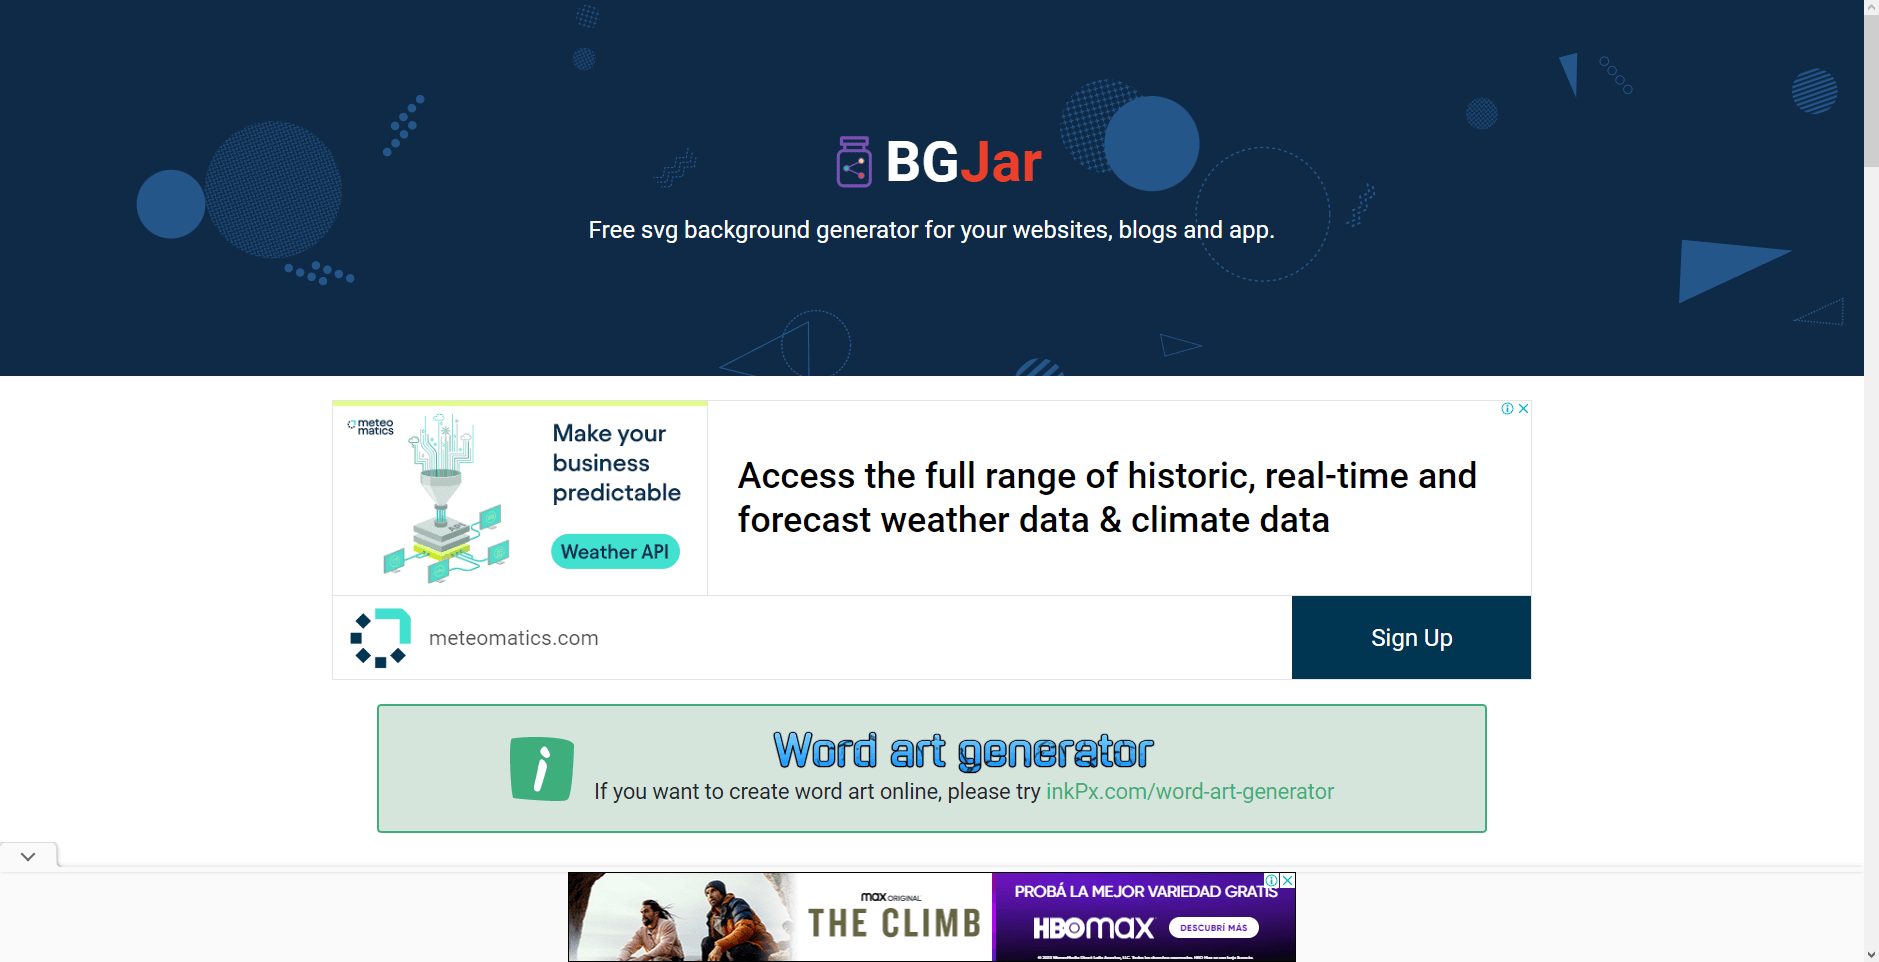 BGJar
Free svg background generator for your websites, blogs and app.
meteo
matics
Make your
business
predictable
Weather API
Access the full range of historic, real-time and
forecast weather data & climate data
meteomatics.com
Sign Up
Word art generator
If you want to create word art online, please try inkPx.com/word-art-generator
max ORIGINAL
THE CLIMB
PROBÁ LA MEJOR VARIEDAD GRATIS
HBOmax
DESCUBRÍ MÁS